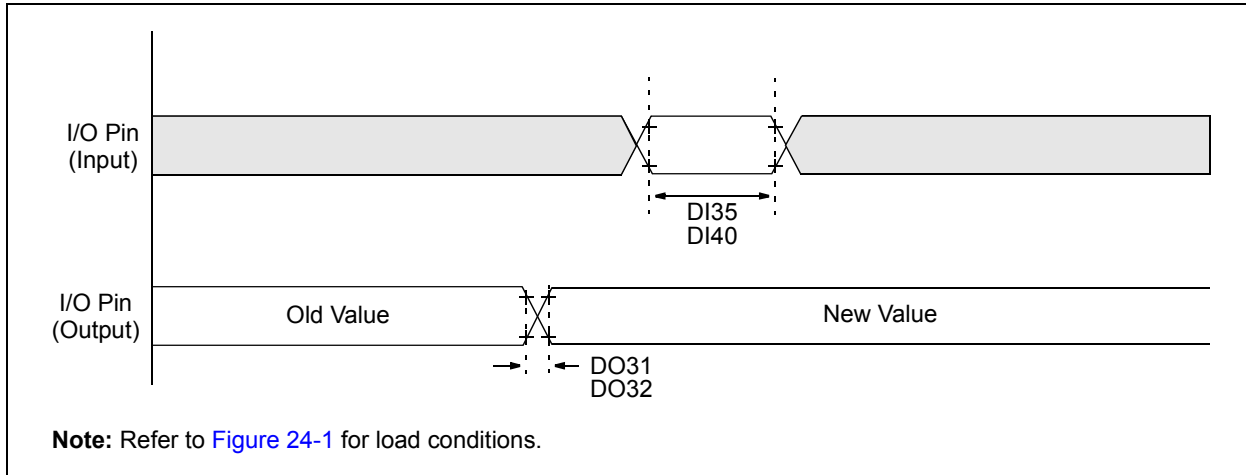 I/O Pin
(Input)
DI35
DI40
I/O Pin
(Output)
Old Value
New Value
DO31
DO32
Note: Refer to Figure 24-1 for load conditions.